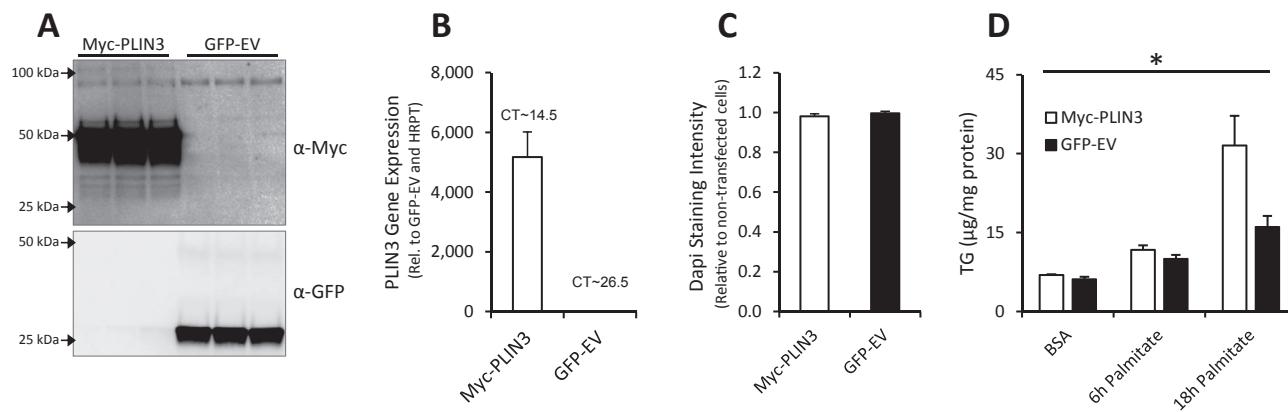 A
Myc-PLIN3 GFP-EV
100 kDa
50 kDa
25 kDa
α-Myc
50 kDa
25 kDa
α-GFP
B
PLIN3 Gene Expression
(Rel. to GFP-EV and HRPT)
8,000
6,000
4,000
2,000
0
CT~14.5
CT~26.5
Myc-PLIN3
GFP-EV
C
Dapi Staining Intensity
(Relative to non-transfected cells)
1.2
1.0
0.8
0.6
0.4
0.2
0.0
Myc-PLIN3
GFP-EV
D
TG (µg/mg protein)
45
30
15
0
*
Myc-PLIN3
GFP-EV
BSA
6h Palmitate
18h Palmitate